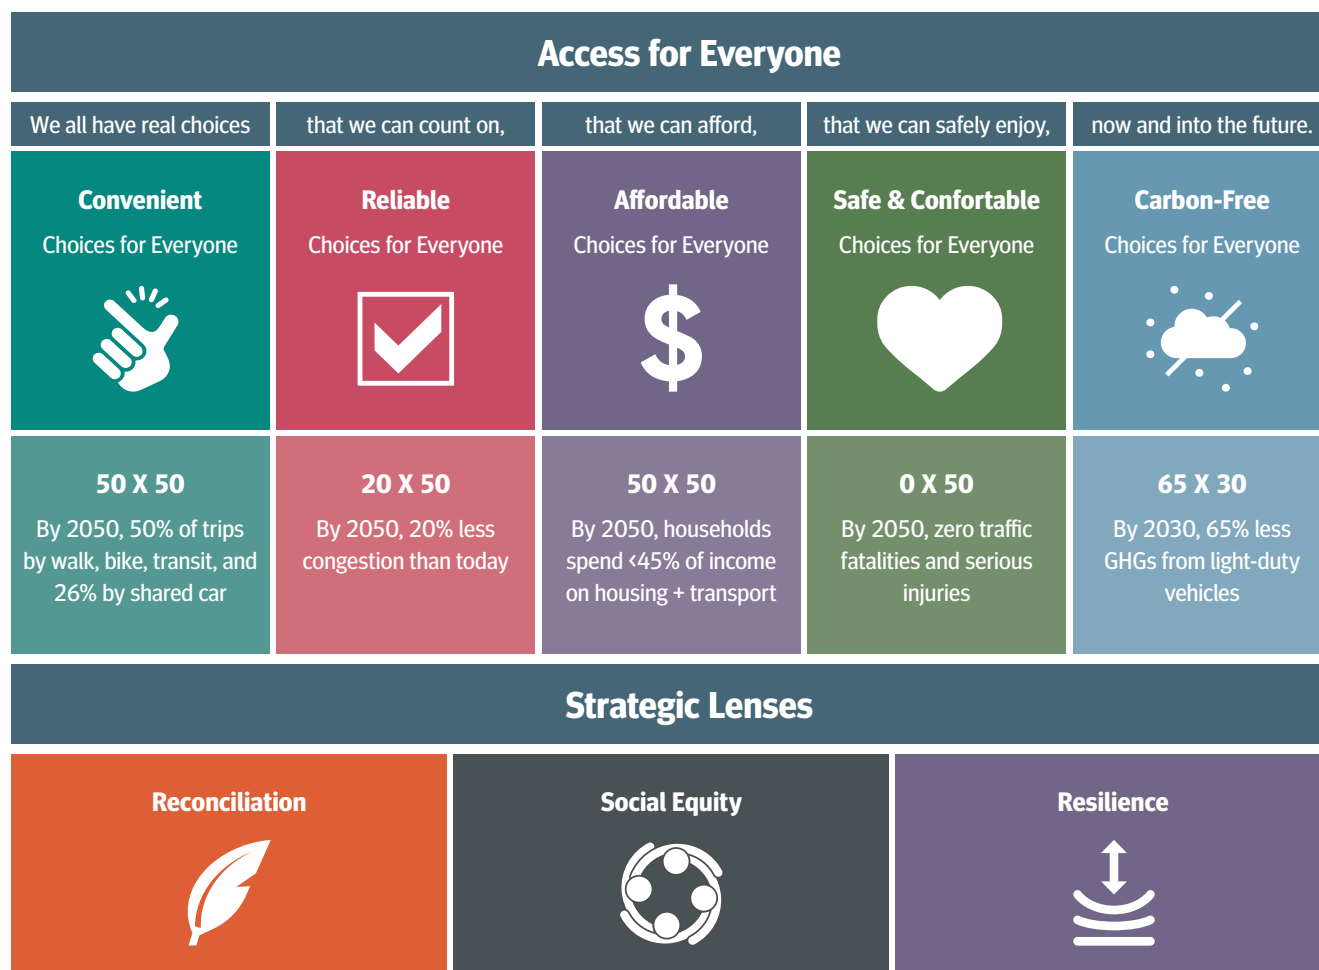 Access for Everyone
We all have real choices
that we can count on,
that we can afford,
that we can safely enjoy,
now and into the future.
Convenient
Choices for Everyone
Reliable
Choices for Everyone
Affordable
Choices for Everyone
Safe & Confortable
Choices for Everyone
Carbon-Free
Choices for Everyone
50 X 50
By 2050, 50% of trips
by walk, bike, transit, and
26% by shared car
20 X 50
By 2050, 20% less
congestion than today
50 X 50
By 2050, households
spend <45% of income
on housing + transport
0 X 50
By 2050, zero traffic
fatalities and serious
injuries
65 X 30
By 2030, 65% less
GHGs from light-duty
vehicles
Strategic Lenses
Reconciliation
Social Equity
Resilience